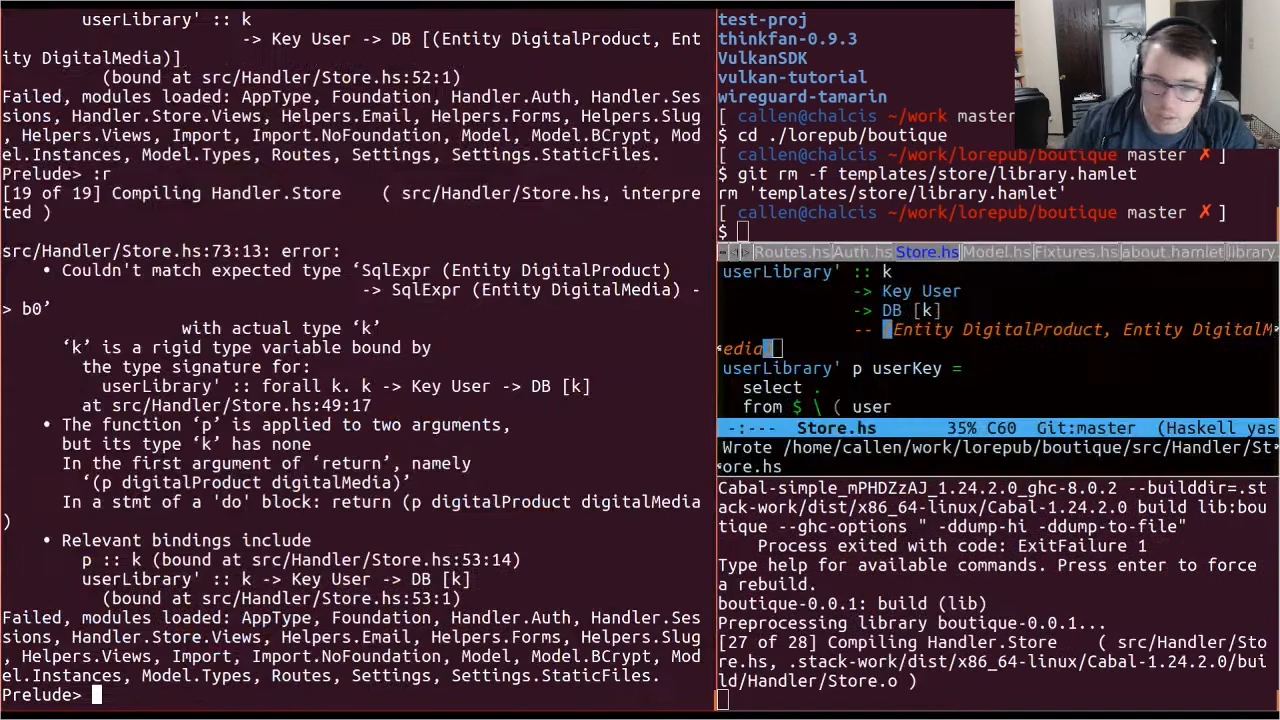 userLibrary' :: k
                        -> Key User -> DB [(Entity DigitalProduct, Ent
ity DigitalMedia)]
          (bound at src/Handler/Store.hs:52:1)
Failed, modules loaded: AppType, Foundation, Handler.Auth, Handler.Ses
sions, Handler.Store.Views, Helpers.Email, Helpers.Forms, Helpers.Slug
, Helpers.Views, Import, Import.NoFoundation, Model, Model.BCrypt, Mod
el.Instances, Model.Types, Routes, Settings, Settings.StaticFiles.
Prelude> :r
[19 of 19] Compiling Handler.Store    ( src/Handler/Store.hs, interpre
ted )

src/Handler/Store.hs:73:13: error:
    • Couldn't match expected type ‘SqlExpr (Entity DigitalProduct)
                                    -> SqlExpr (Entity DigitalMedia) -
> b0’
                  with actual type ‘k’
      ‘k’ is a rigid type variable bound by
        the type signature for:
          userLibrary' :: forall k. k -> Key User -> DB [k]
        at src/Handler/Store.hs:49:17
    • The function ‘p’ is applied to two arguments,
      but its type ‘k’ has none
      In the first argument of ‘return’, namely
        ‘(p digitalProduct digitalMedia)’
      In a stmt of a 'do' block: return (p digitalProduct digitalMedia
)
    • Relevant bindings include
        p :: k (bound at src/Handler/Store.hs:53:14)
        userLibrary' :: k -> Key User -> DB [k]
          (bound at src/Handler/Store.hs:53:1)
Failed, modules loaded: AppType, Foundation, Handler.Auth, Handler.Ses
sions, Handler.Store.Views, Helpers.Email, Helpers.Forms, Helpers.Slug
, Helpers.Views, Import, Import.NoFoundation, Model, Model.BCrypt, Mod
el.Instances, Model.Types, Routes, Settings, Settings.StaticFiles.
Prelude>
test-proj
thinkfan-0.9.3
VulkanSDK
vulkan-tutorial
wireguard-tamarin
[ callen@chalcis ~/work master
$ cd ./lorepub/boutique
[ callen@chalcis ~/work/lorepub/boutique master ✗ ]
$ git rm -f templates/store/library.hamlet
rm 'templates/store/library.hamlet'
[ callen@chalcis ~/work/lorepub/boutique master ✗ ]
$
Routes.hs Auth.hs Store.hs Model.hs Fixtures.hs about.hamlet library.
userLibrary' :: k
             -> Key User
             -> DB [k]
             -- [(Entity DigitalProduct, Entity DigitalM
edia)]
userLibrary' p userKey =
  select .
  from $ \ ( user
-:---  Store.hs       35% C60  Git:master  (Haskell yas
Wrote /home/callen/work/lorepub/boutique/src/Handler/St
ore.hs
Cabal-simple_mPHDZzAJ_1.24.2.0_ghc-8.0.2 --builddir=.st
ack-work/dist/x86_64-linux/Cabal-1.24.2.0 build lib:bou
tique --ghc-options " -ddump-hi -ddump-to-file"
    Process exited with code: ExitFailure 1
Type help for available commands. Press enter to force
a rebuild.
boutique-0.0.1: build (lib)
Preprocessing library boutique-0.0.1...
[27 of 28] Compiling Handler.Store    ( src/Handler/Sto
re.hs, .stack-work/dist/x86_64-linux/Cabal-1.24.2.0/bui
ld/Handler/Store.o )